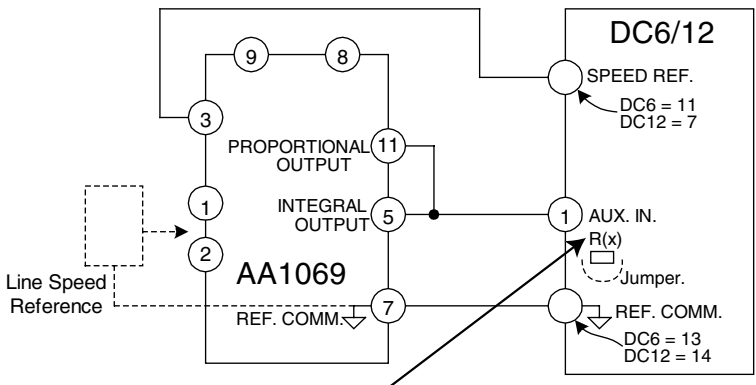 DC6/12
9
8
SPEED REF.
DC6 = 11
DC12 = 7
3
PROPORTIONAL
OUTPUT
11
1
INTEGRAL
OUTPUT
5
1
AUX. IN.
R(x)
2
Jumper.
Line Speed
Reference
AA1069
REF. COMM.
7
REF. COMM.
DC6 = 13
DC12 = 14